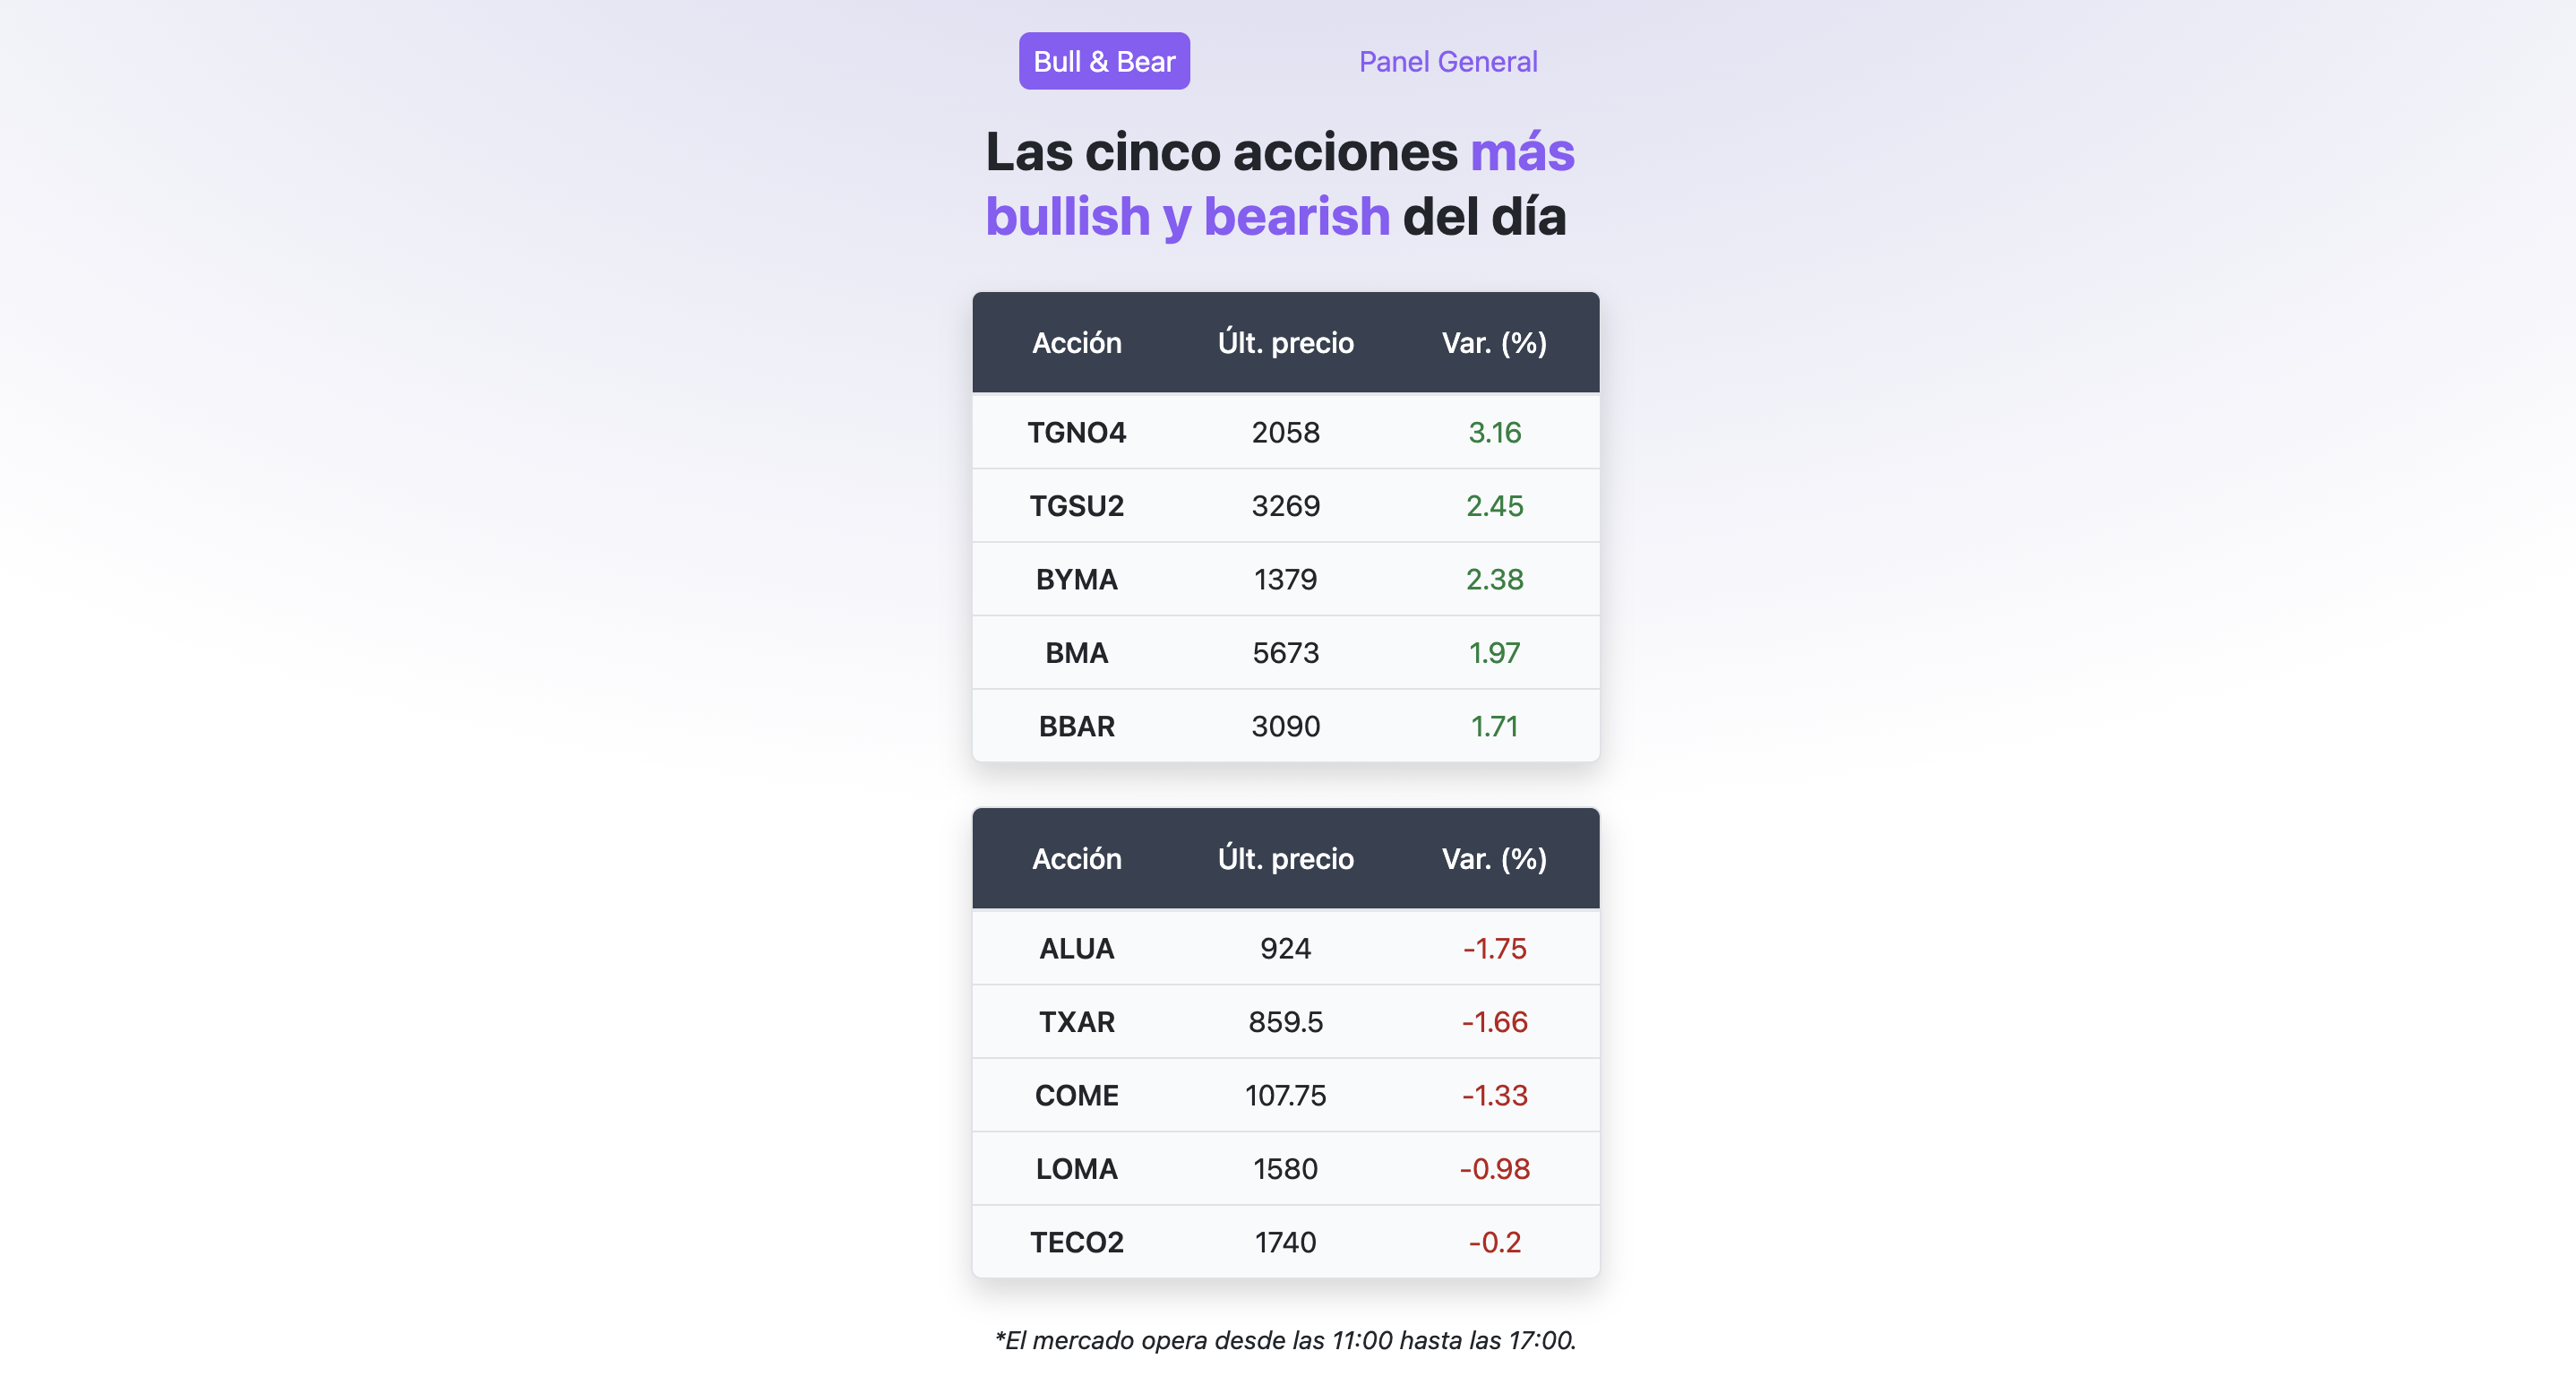 Bull & Bear Panel General
Las cinco acciones más
bullish y bearish del día
Acción Últ. precio Var. (%)
TGNO4 2058 3.16
TGSU2 3269 2.45
BYMA 1379 2.38
BMA 5673 1.97
BBAR 3090 1.71
Acción Últ. precio Var. (%)
ALUA 924 -1.75
TXAR 859.5 -1.66
COME 107.75 -1.33
LOMA 1580 -0.98
TECO2 1740 -0.2
*El mercado opera desde las 11:00 hasta las 17:00.